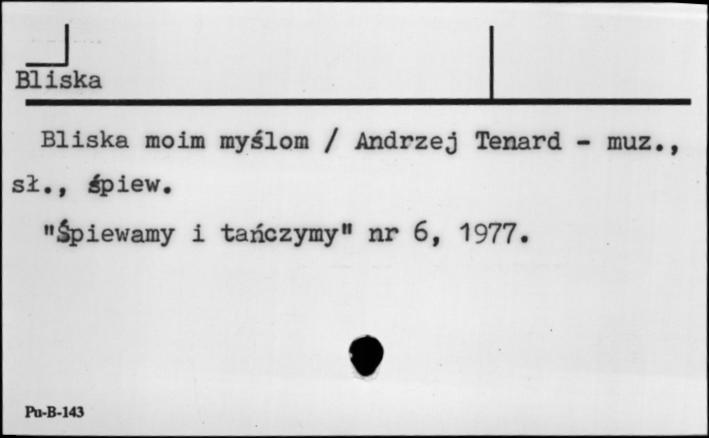 Bliska
Bliska moim myślom / Andrzej Tenard - muz.,
sł., śpiew.
"Śpiewamy i tańczymy" nr 6, 1977.
Pu-B-143